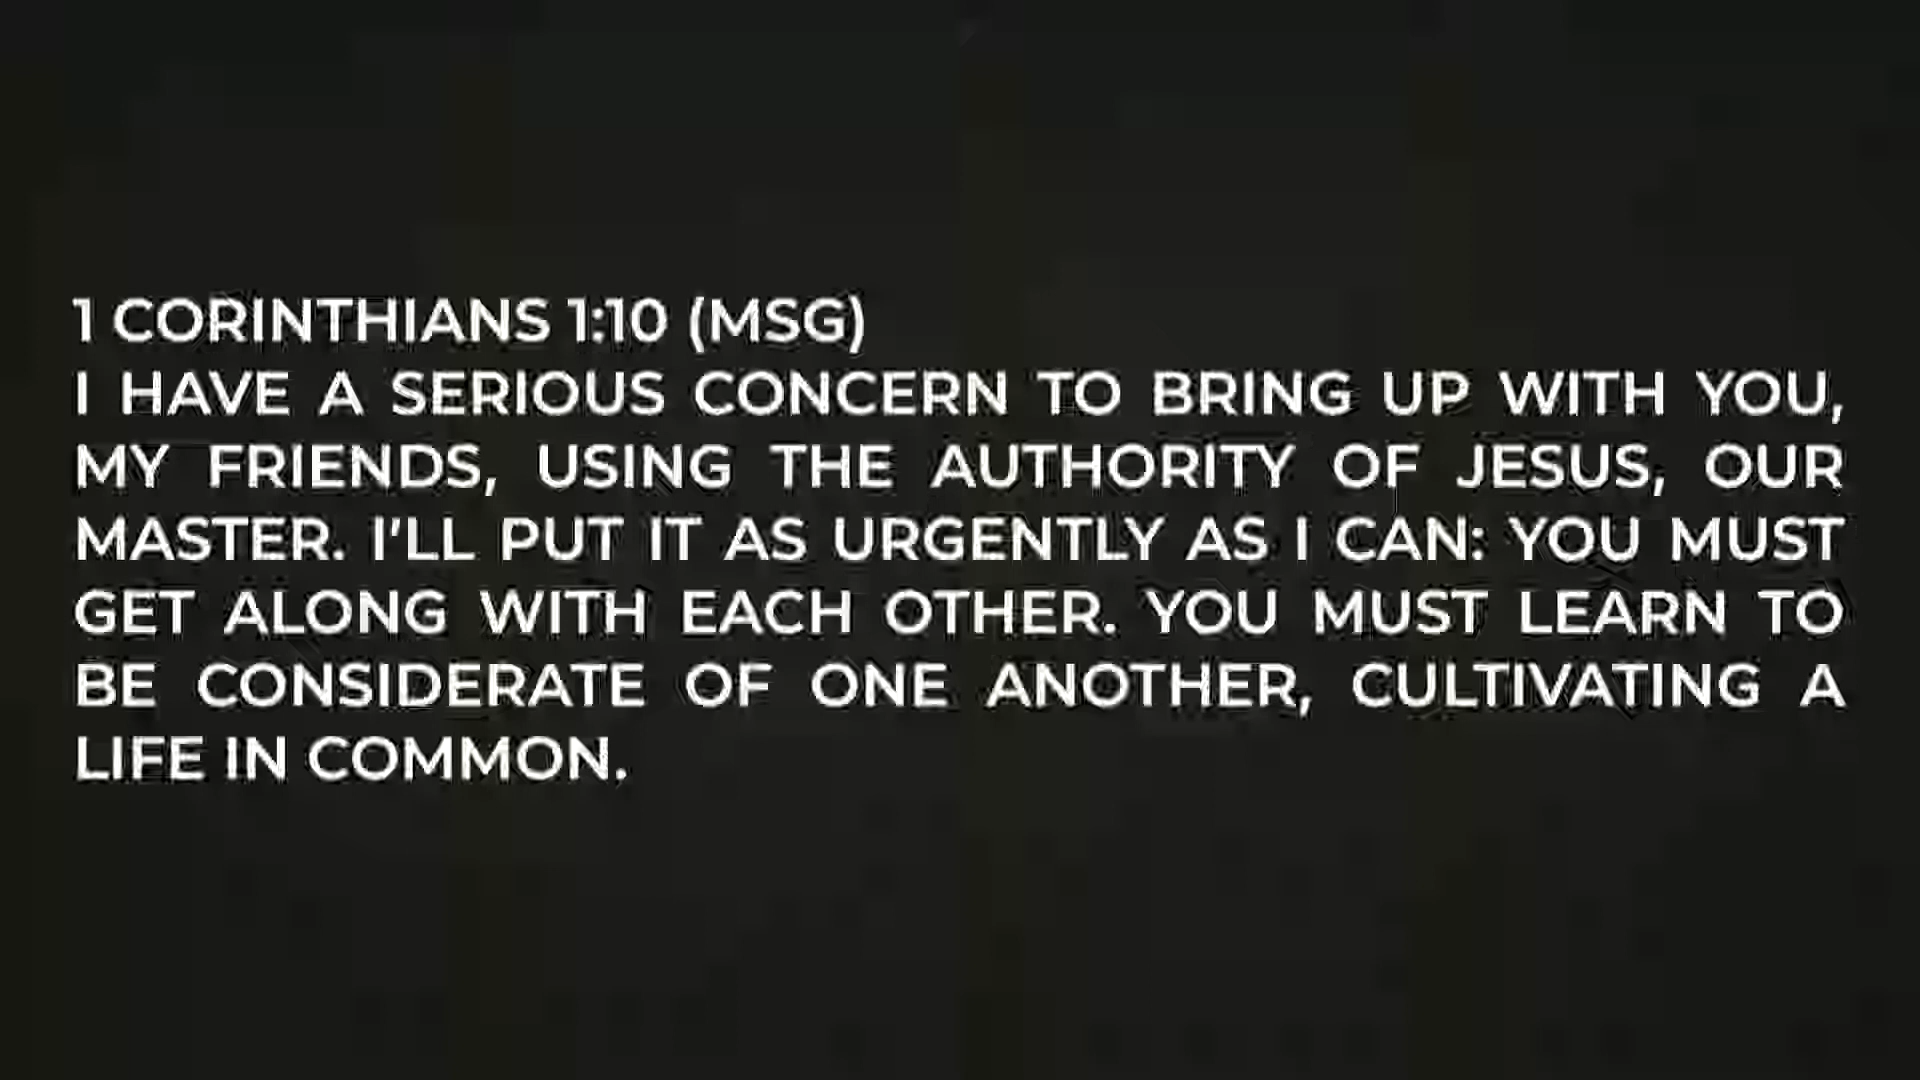 1 CORINTHIANS 1:10 (MSG)
I HAVE A SERIOUS CONCERN TO BRING UP WITH YOU,
MY FRIENDS, USING THE AUTHORITY OF JESUS, OUR
MASTER. I'LL PUT IT AS URGENTLY AS I CAN: YOU MUST
GET ALONG WITH EACH OTHER. YOU MUST LEARN TO
BE CONSIDERATE OF ONE ANOTHER, CULTIVATING A
LIFE IN COMMON.